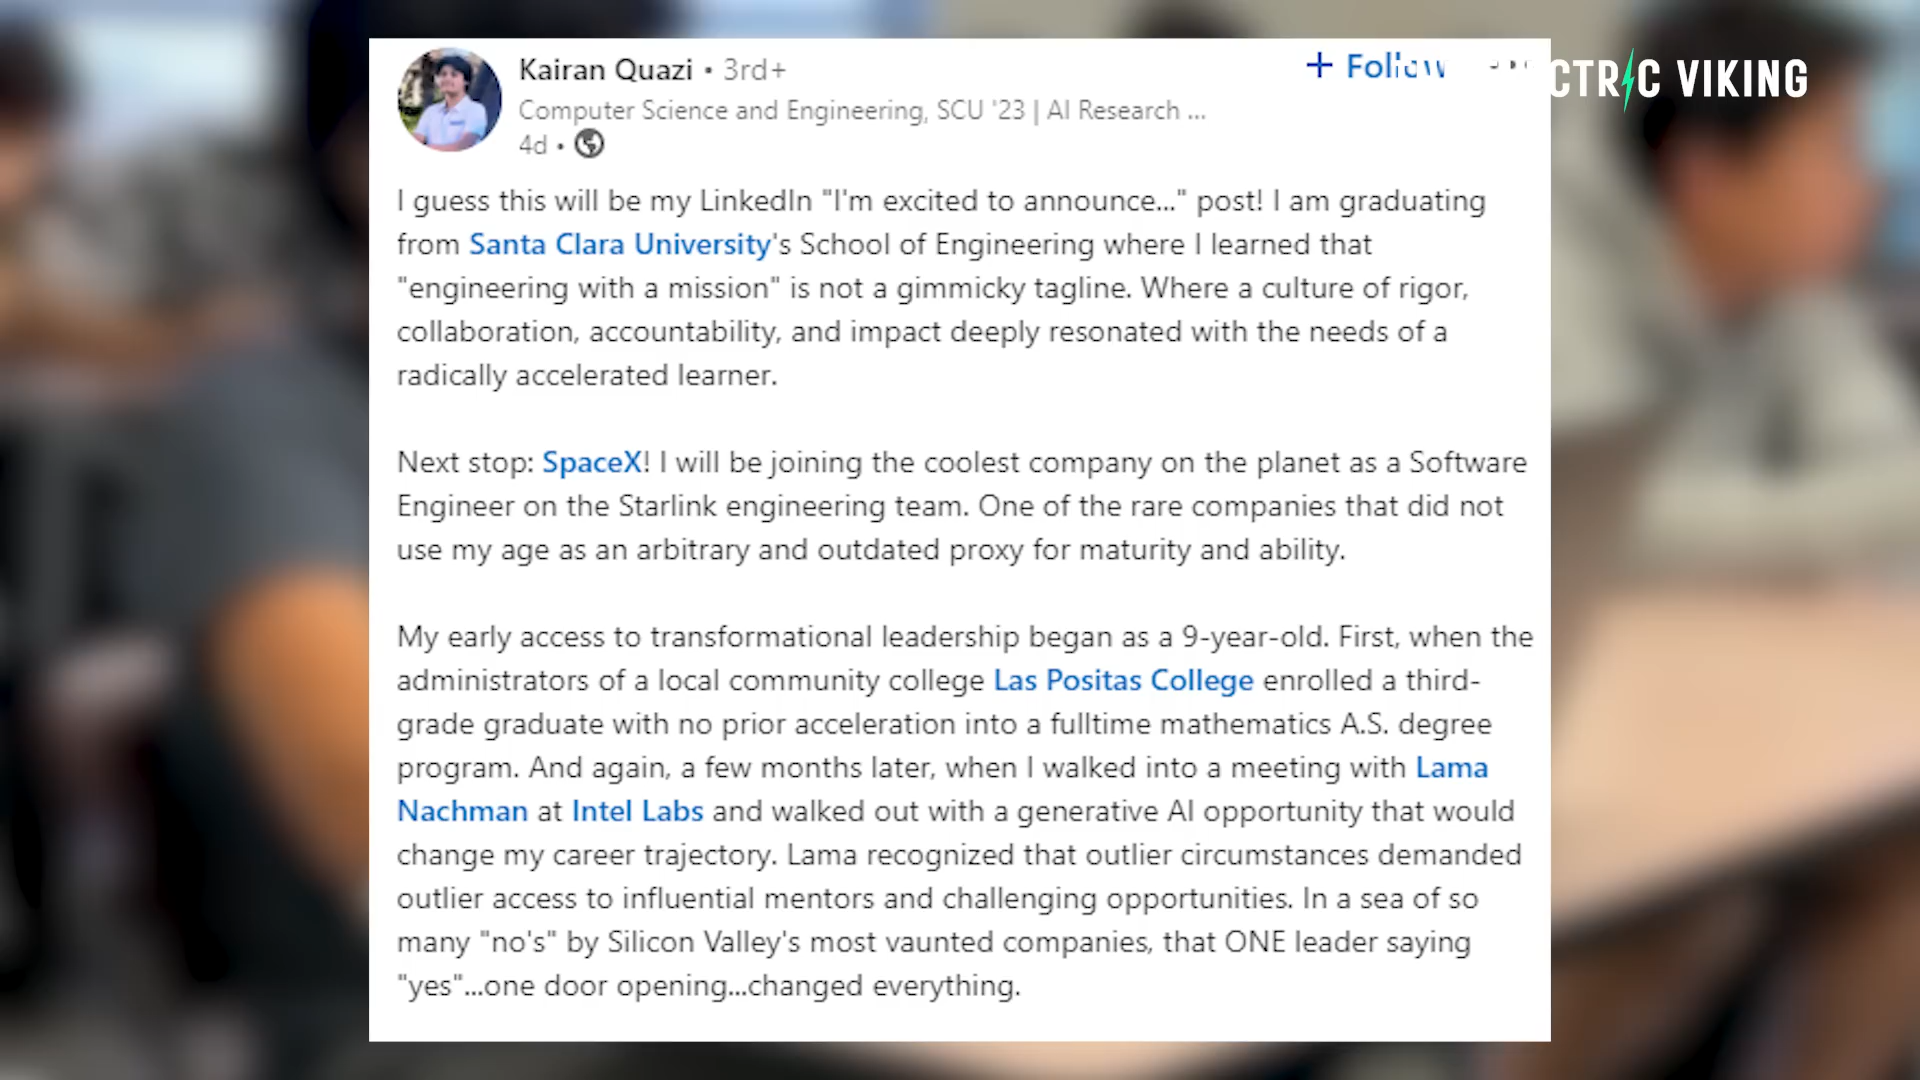 Kairan Quazi • 3rd+
+ Follow
CTRIC VIKING
Computer Science and Engineering, SCU '23 | AI Research ...
4d •
I guess this will be my LinkedIn "I'm excited to announce..." post! I am graduating
from Santa Clara University's School of Engineering where I learned that
"engineering with a mission" is not a gimmicky tagline. Where a culture of rigor,
collaboration, accountability, and impact deeply resonated with the needs of a
radically accelerated learner.
Next stop: SpaceX! I will be joining the coolest company on the planet as a Software
Engineer on the Starlink engineering team. One of the rare companies that did not
use my age as an arbitrary and outdated proxy for maturity and ability.
My early access to transformational leadership began as a 9-year-old. First, when the
administrators of a local community college Las Positas College enrolled a third-
grade graduate with no prior acceleration into a fulltime mathematics A.S. degree
program. And again, a few months later, when I walked into a meeting with Lama
Nachman at Intel Labs and walked out with a generative AI opportunity that would
change my career trajectory. Lama recognized that outlier circumstances demanded
outlier access to influential mentors and challenging opportunities. In a sea of so
many "no's" by Silicon Valley's most vaunted companies, that ONE leader saying
"yes"...one door opening...changed everything.